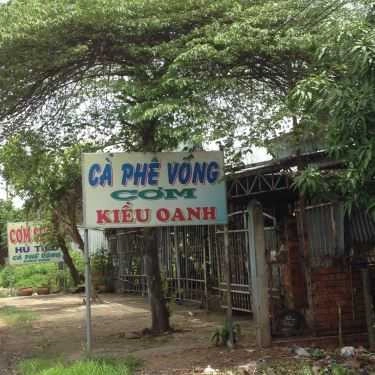 CÀ PHÊ VÕNG
CƠM
KIỀU OANH
CƠM
HỦ TIẾU
CÀ PHÊ VÕNG